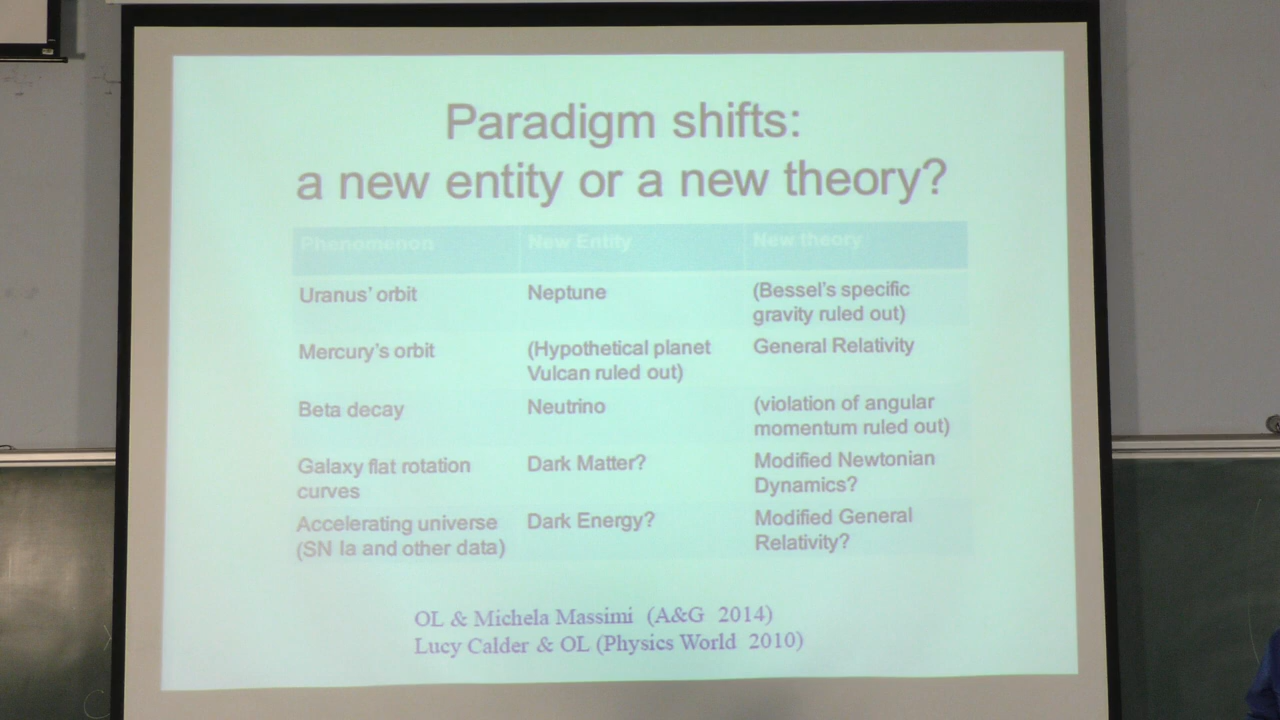 Paradigm shifts:
a new entity or a new theory?
Phenomenon New Entity New theory
Uranus' orbit Neptune (Bessel's specific
gravity ruled out)
Mercury's orbit (Hypothetical planet General Relativity
Vulcan ruled out)
Beta decay Neutrino (violation of angular
momentum ruled out)
Galaxy flat rotation Dark Matter? Modified Newtonian
curves Dynamics?
Accelerating universe Dark Energy? Modified General
(SN Ia and other data) Relativity?
OL & Michela Massimi (A&G 2014)
Lucy Calder & OL (Physics World 2010)